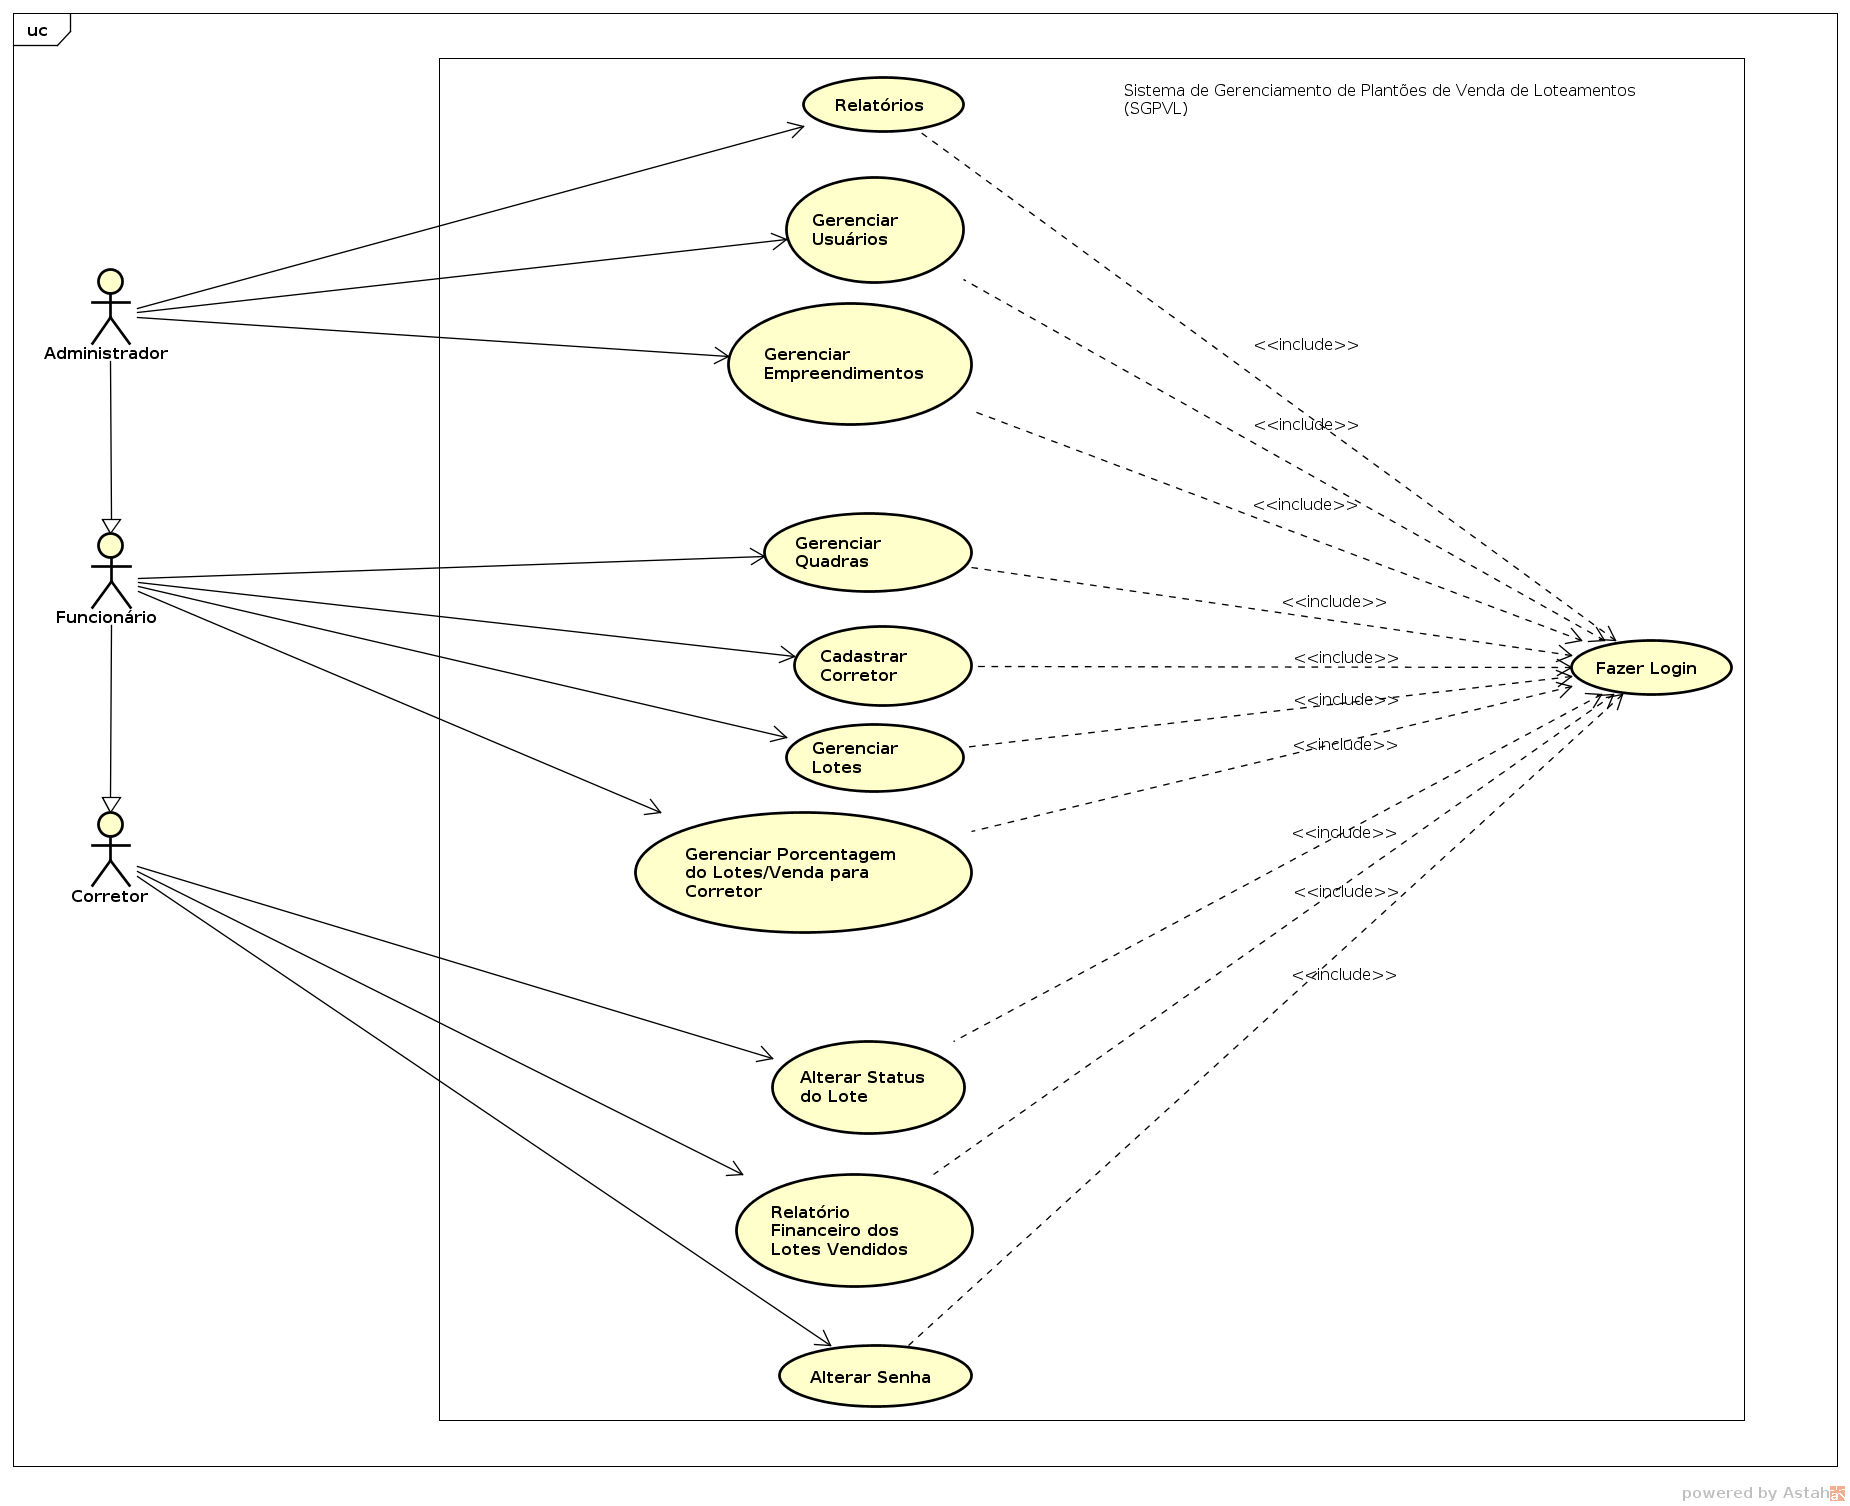 uc
Sistema de Gerenciamento de Plantões de Venda de Loteamentos
(SGPVL)
Relatórios
Gerenciar
Usuários
Gerenciar
Empreendimentos
Administrador
<<include>>
<<include>>
<<include>>
Gerenciar
Quadras
Funcionário
<<include>>
Cadastrar
Corretor
<<include>>
Fazer Login
Gerenciar
Lotes
<<include>>
<<include>>
Gerenciar Porcentagem
do Lotes/Venda para
Corretor
Corretor
<<include>>
<<include>>
<<include>>
Alterar Status
do Lote
Relatório
Financeiro dos
Lotes Vendidos
Alterar Senha
powered by Astah